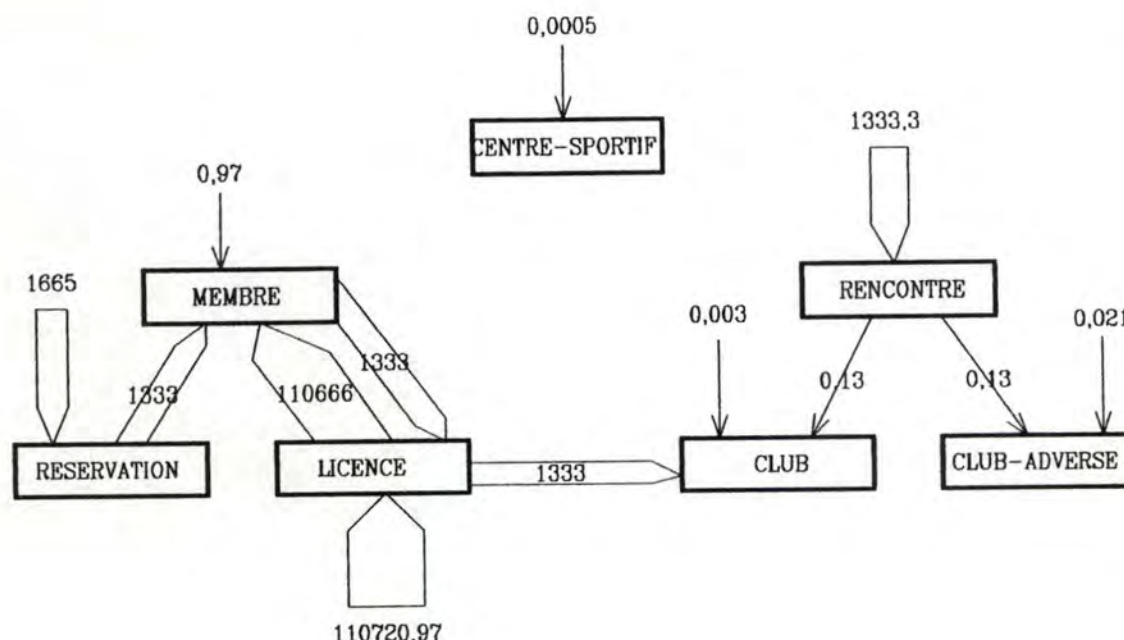 0,0005
CENTRE-SPORTIF
1333,3
0,97
1665
MEMBRE
RENCONTRE
0,003
0,021
1333
110666
1333
0,13
0,13
RESERVATION
LICENCE
1333
CLUB
CLUB-ADVERSE
110720,97